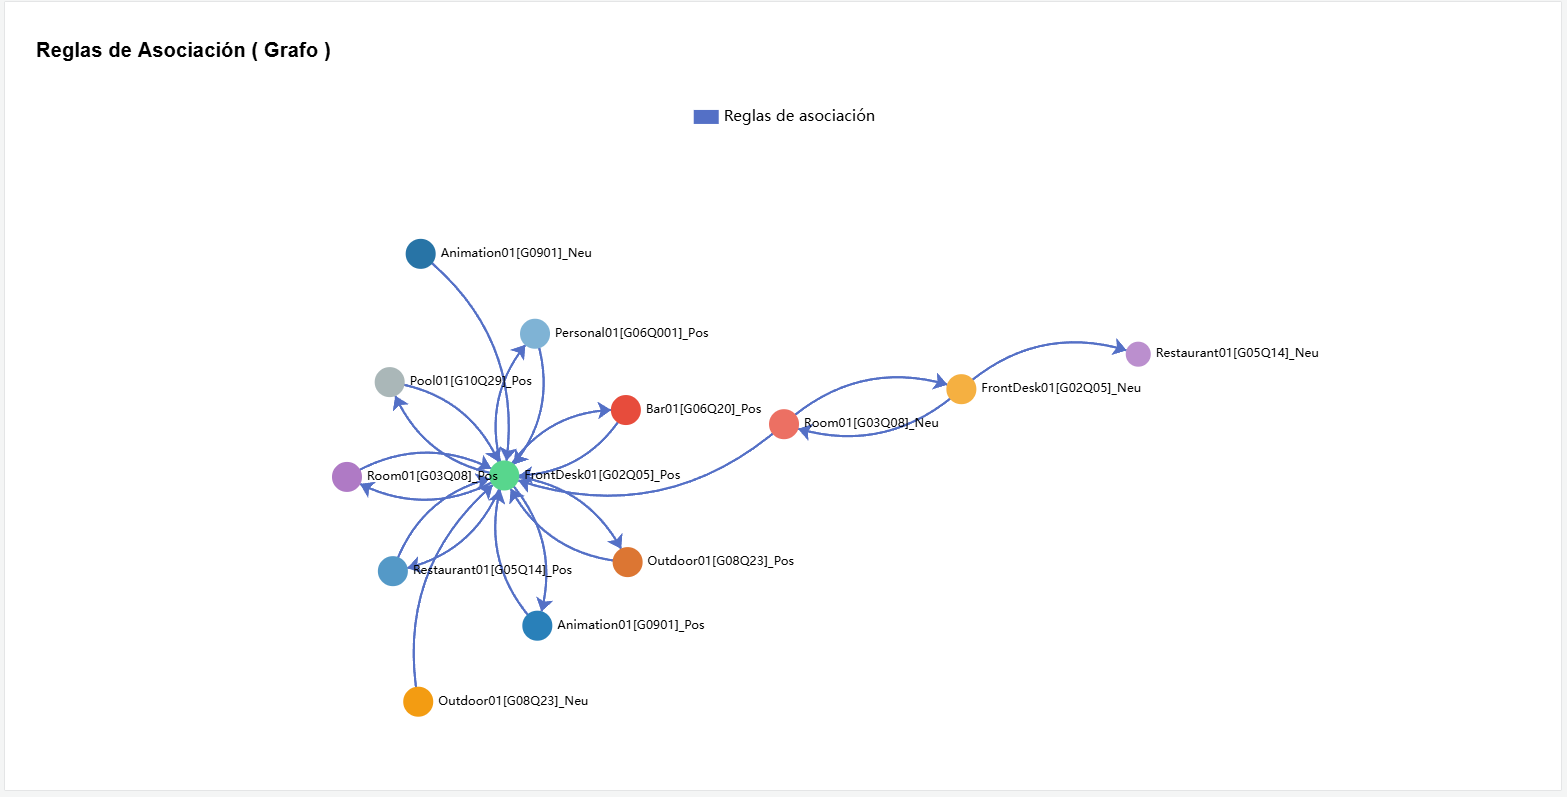 Reglas de Asociación ( Grafo )
Reglas de asociación
Animation01[G0901]_Neu
Personal01[G06Q001]_Pos
Restaurant01[G05Q14]_Neu
Pool01[G10Q29]_Pos
FrontDesk01[G02Q05]_Neu
Bar01[G06Q20]_Pos
Room01[G03Q08]_Neu
Room01[G03Q08]_Pos
FrontDesk01[G02Q05]_Pos
Outdoor01[G08Q23]_Pos
Restaurant01[G05Q14]_Pos
Animation01[G0901]_Pos
Outdoor01[G08Q23]_Neu